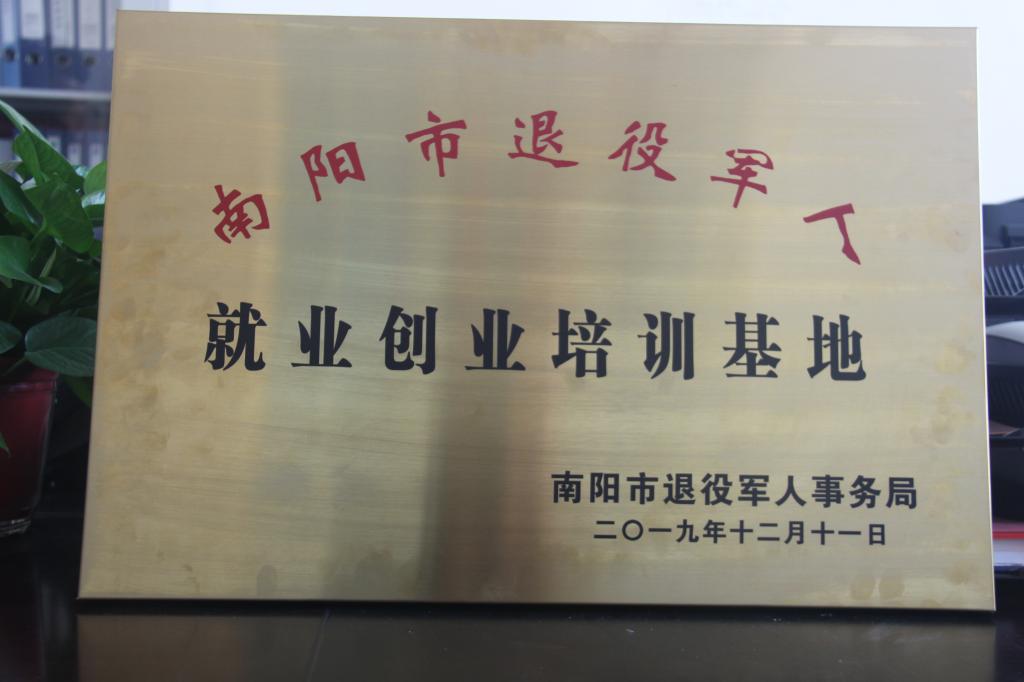 南阳市退役军人
就业创业培训基地
南阳市退役军人事务局
二〇一九年十二月十一日